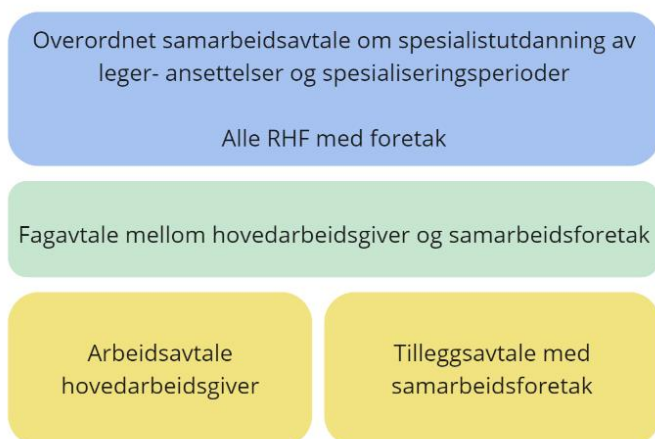 Overordnet samarbeidsavtale om spesialistutdanning av
leger- ansettelser og spesialiseringsperioder
Alle RHF med foretak
Fagavtale mellom hovedarbeidsgiver og samarbeidsforetak
Arbeidsavtale
hovedarbeidsgiver
Tilleggsavtale med
samarbeidsforetak